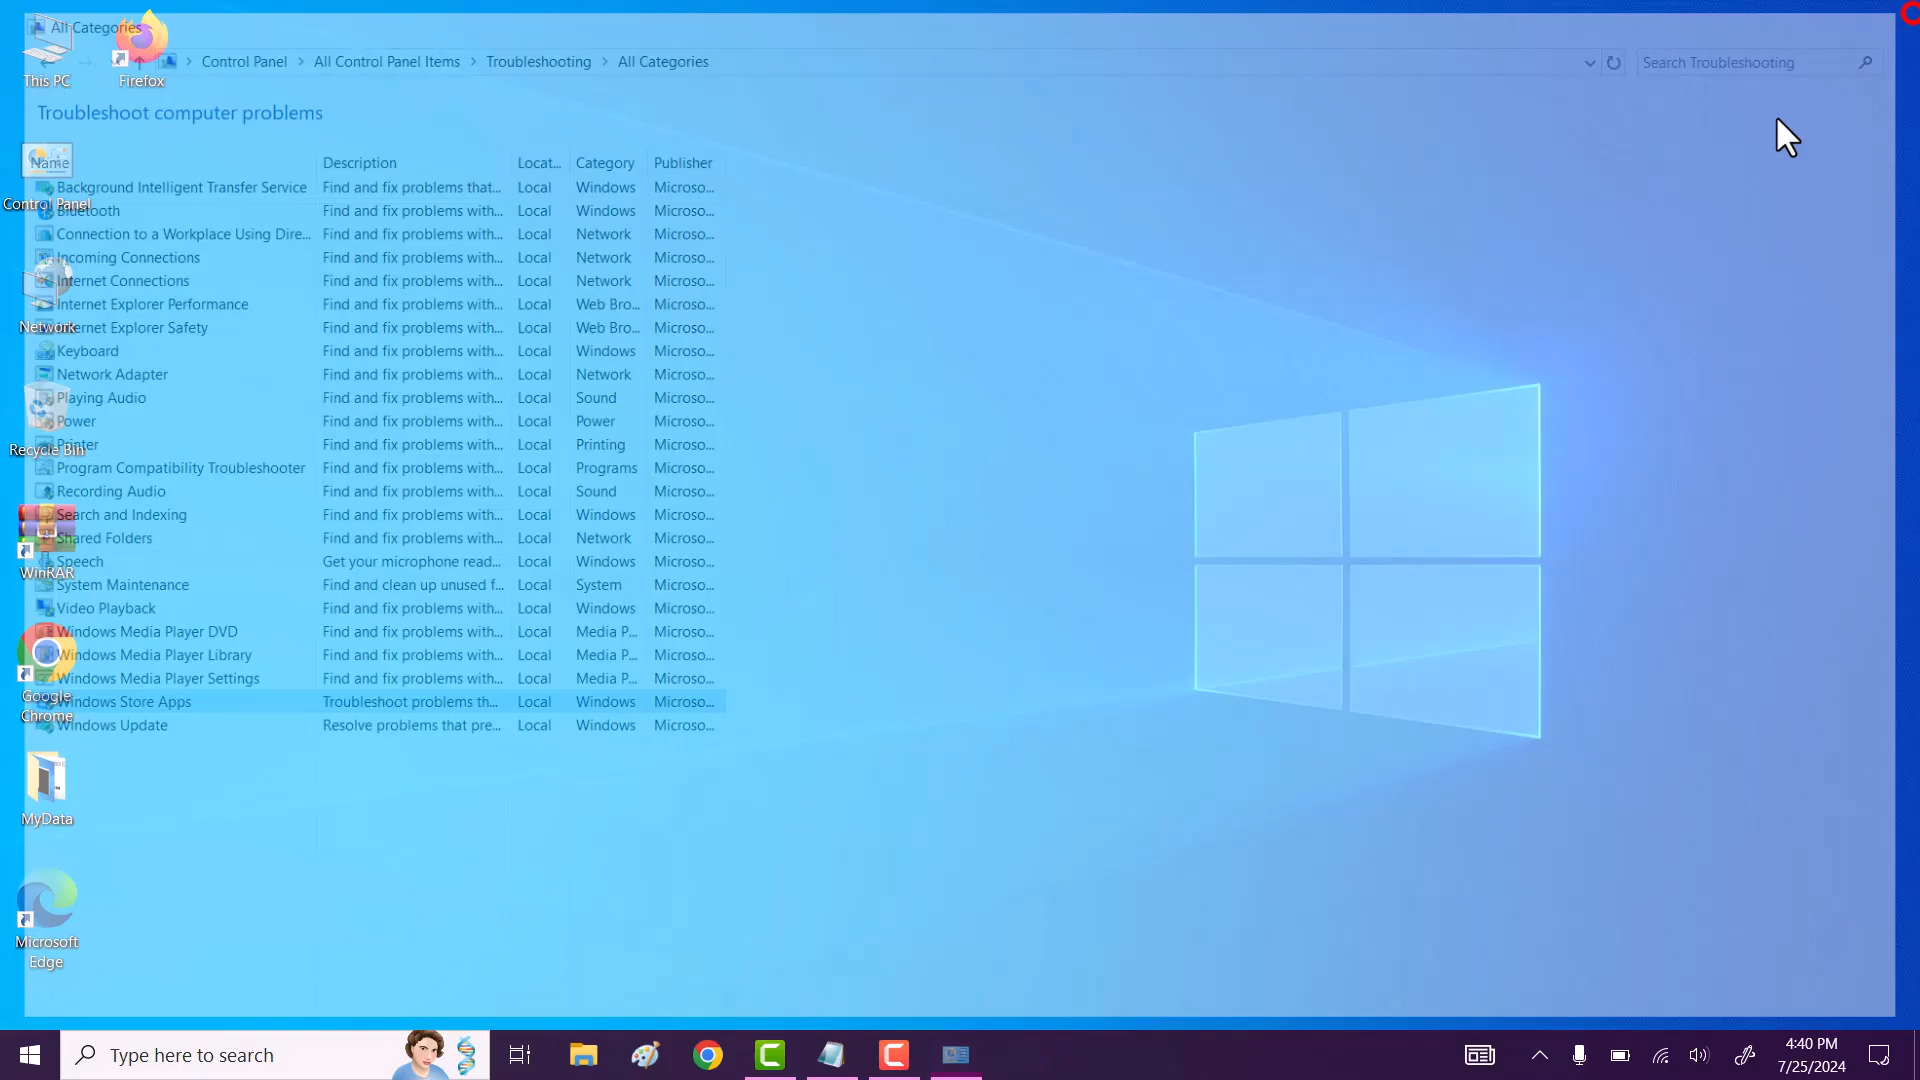 All Categories
This PC
Firefox
Control Panel > All Control Panel Items > Troubleshooting > All Categories
Search Troubleshooting
Troubleshoot computer problems
Name Description Locat... Category Publisher
Background Intelligent Transfer Service Find and fix problems that... Local Windows Microso...
Control Panel
Bluetooth Find and fix problems with... Local Windows Microso...
Connection to a Workplace Using Dire... Find and fix problems with... Local Network Microso...
Incoming Connections Find and fix problems with... Local Network Microso...
Internet Connections Find and fix problems with... Local Network Microso...
Internet Explorer Performance Find and fix problems with... Local Web Bro... Microso...
Network
Internet Explorer Safety Find and fix problems with... Local Web Bro... Microso...
Keyboard Find and fix problems with... Local Windows Microso...
Network Adapter Find and fix problems with... Local Network Microso...
Playing Audio Find and fix problems with... Local Sound Microso...
Power Find and fix problems with... Local Power Microso...
Printer Find and fix problems with... Local Printing Microso...
Recycle Bin
Program Compatibility Troubleshooter Find and fix problems with... Local Programs Microso...
Recording Audio Find and fix problems with... Local Sound Microso...
Search and Indexing Find and fix problems with... Local Windows Microso...
Shared Folders Find and fix problems with... Local Network Microso...
Speech Get your microphone read... Local Windows Microso...
WinRAR
System Maintenance Find and clean up unused f... Local System Microso...
Video Playback Find and fix problems with... Local Windows Microso...
Windows Media Player DVD Find and fix problems with... Local Media P... Microso...
Windows Media Player Library Find and fix problems with... Local Media P... Microso...
Windows Media Player Settings Find and fix problems with... Local Media P... Microso...
Google
Chrome
Windows Store Apps Troubleshoot problems th... Local Windows Microso...
Windows Update Resolve problems that pre... Local Windows Microso...
MyData
Microsoft
Edge
Type here to search
4:40 PM
7/25/2024